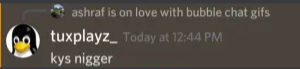 ashraf is on love with bubble chat gifs
tuxplayz_ Today at 12:44 PM
kys nigger